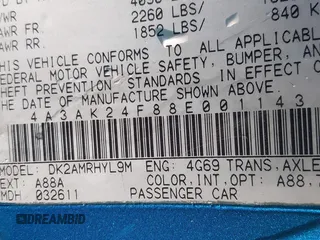 /WR 2260 LBS/ 840 K
AWR FR.
AWR RR. 1852 LBS/
THIS VEHICLE CONFORMS TO ALL APPLICABLE
FEDERAL MOTOR VEHICLE SAFETY, BUMPER, AN
THEFT PREVENTION STANDARDS IN EFFECT
THE DATE OF MANUFACTURE SHOWN ABOVE.
4A3AK24F88E001143
MODEL: DK2AMRHYL9M ENG: 4G69 TRANS, AXLE
EXT: A88A COLOR, INT, OPT: A88,
MDH: 032611 PASSENGER CAR
DREAMBID